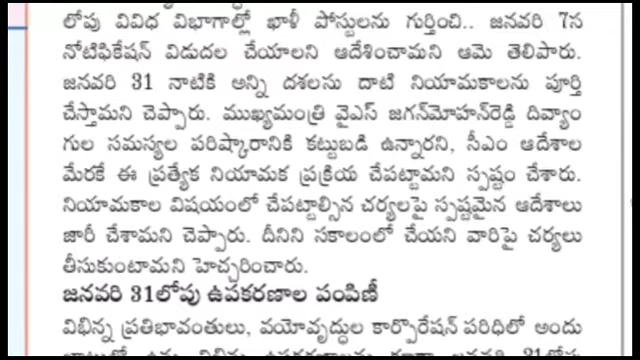 లోపు వివిధ విభాగాల్లో ఖాళీ పోస్టులను గుర్తించి.. జనవరి 7న
నోటిఫికేషన్ విడుదల చేయాలని ఆదేశించామని ఆమె తెలిపారు.
జనవరి 31 నాటికి అన్ని దశలను దాటి నియామకాలను పూర్తి
చేస్తామని చెప్పారు. ముఖ్యమంత్రి వైఎస్ జగన్‌మోహన్‌రెడ్డి దివ్యాం
గుల సమస్యల పరిష్కారానికి కట్టుబడి ఉన్నారని, సీఎం ఆదేశాల
మేరకే ఈ ప్రత్యేక నియామక ప్రక్రియ చేపట్టామని స్పష్టం చేశారు.
నియామకాల విషయంలో చేపట్టాల్సిన చర్యలపై స్పష్టమైన ఆదేశాలు
జారీ చేశామని చెప్పారు. దీనిని సకాలంలో చేయని వారిపై చర్యలు
తీసుకుంటామని హెచ్చరించారు.
జనవరి 31లోపు ఉపకరణాల పంపిణీ
విభిన్న ప్రతిభావంతులు, వయోవృద్ధుల కార్పొరేషన్ పరిధిలో అందు